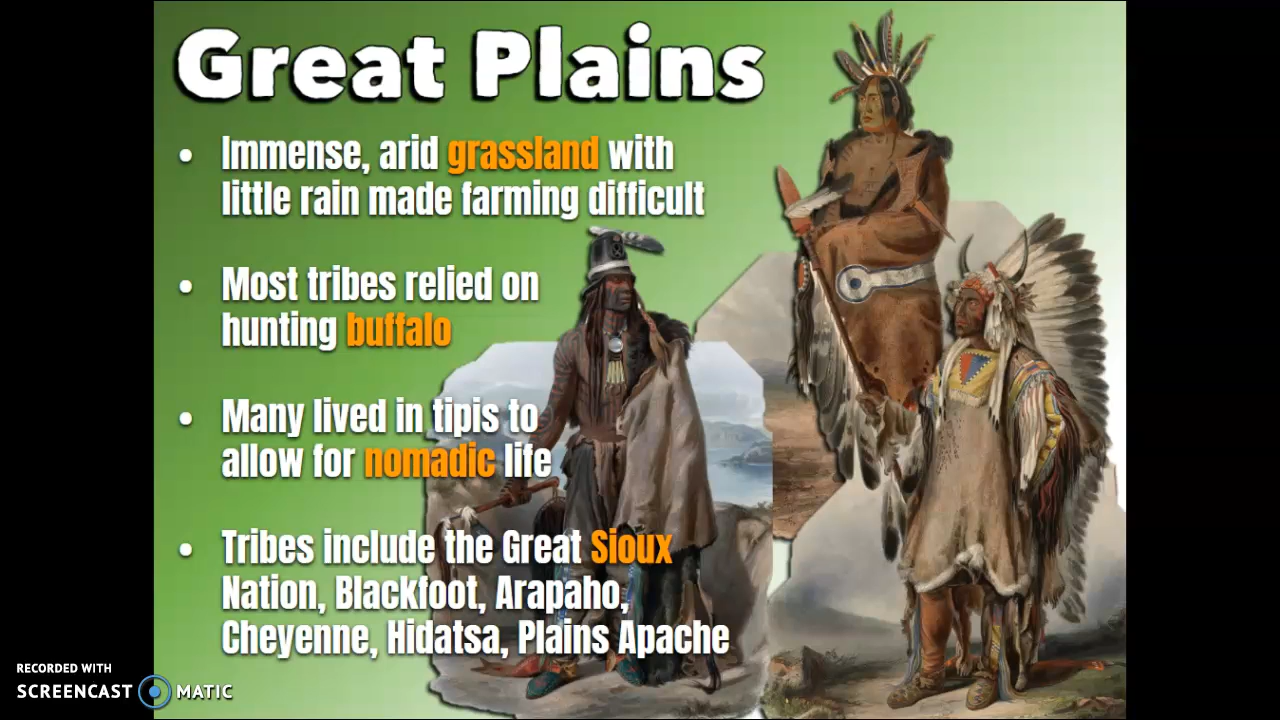 Great Plains
• Immense, arid grassland with
little rain made farming difficult
• Most tribes relied on
hunting buffalo
• Many lived in tipis to
allow for nomadic life
• Tribes include the Great Sioux
Nation, Blackfoot, Arapaho,
Cheyenne, Hidatsa, Plains Apache
RECORDED WITH
SCREENCAST MATIC